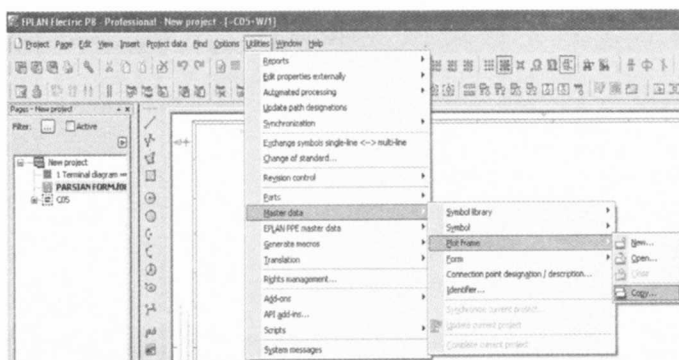 EPLAN Electric P8 - Professional - New project - [-C05-W/1]
Project Page Edit View Insert Project data Find Options Utilities Window Help
Pages - New project
Filter: ... Active
New project
1 Terminal diagram
PARSIAN FORM.f01
C05
Reports
Edit properties externally
Automated processing
Update path designations
Synchronization
Exchange symbols single-line <--> multi-line
Change of standard...
Revision control
Parts
Master data
EPLAN PPE master data
Generate macros
Translation
Rights management...
Add-ons
API add-ins...
Scripts
System messages
Symbol library
Symbol
Plot frame
Form
Connection point designation / description...
Identifier...
Synchronize current project...
Update current project
Complete current project
New...
Open...
Close
Copy...